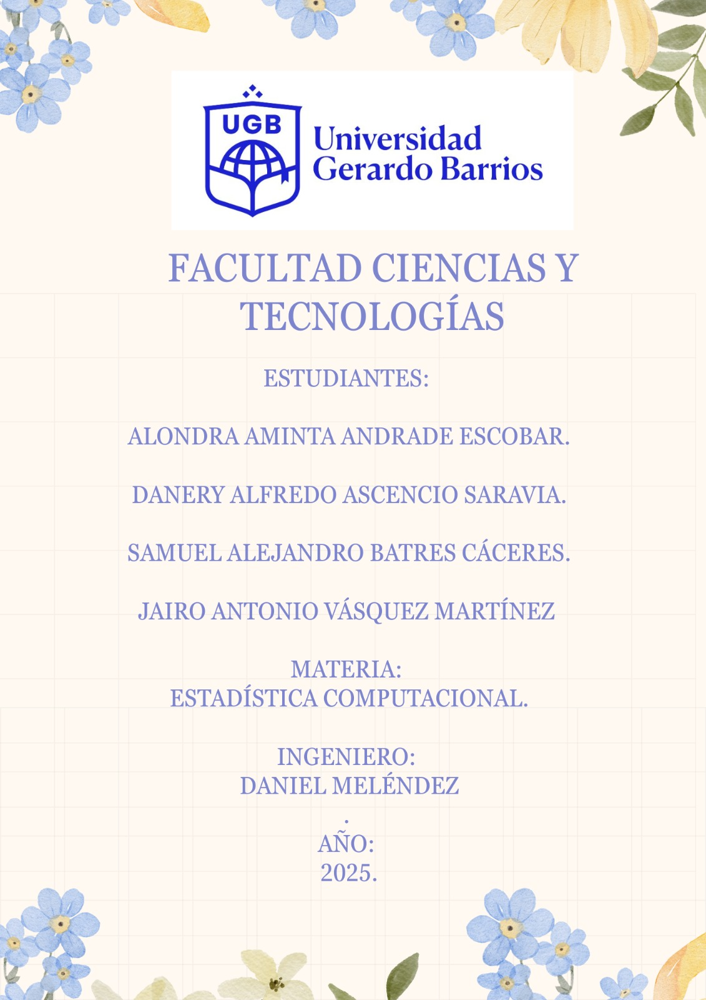 UGB
Universidad
Gerardo Barrios
FACULTAD CIENCIAS Y
TECNOLOGÍAS
ESTUDIANTES:
ALONDRA AMINTA ANDRADE ESCOBAR.
DANERY ALFREDO ASCENCIO SARAVIA.
SAMUEL ALEJANDRO BATRES CÁCERES.
JAIRO ANTONIO VÁSQUEZ MARTÍNEZ
MATERIA:
ESTADÍSTICA COMPUTACIONAL.
INGENIERO:
DANIEL MELÉNDEZ
.
AÑO:
2025.